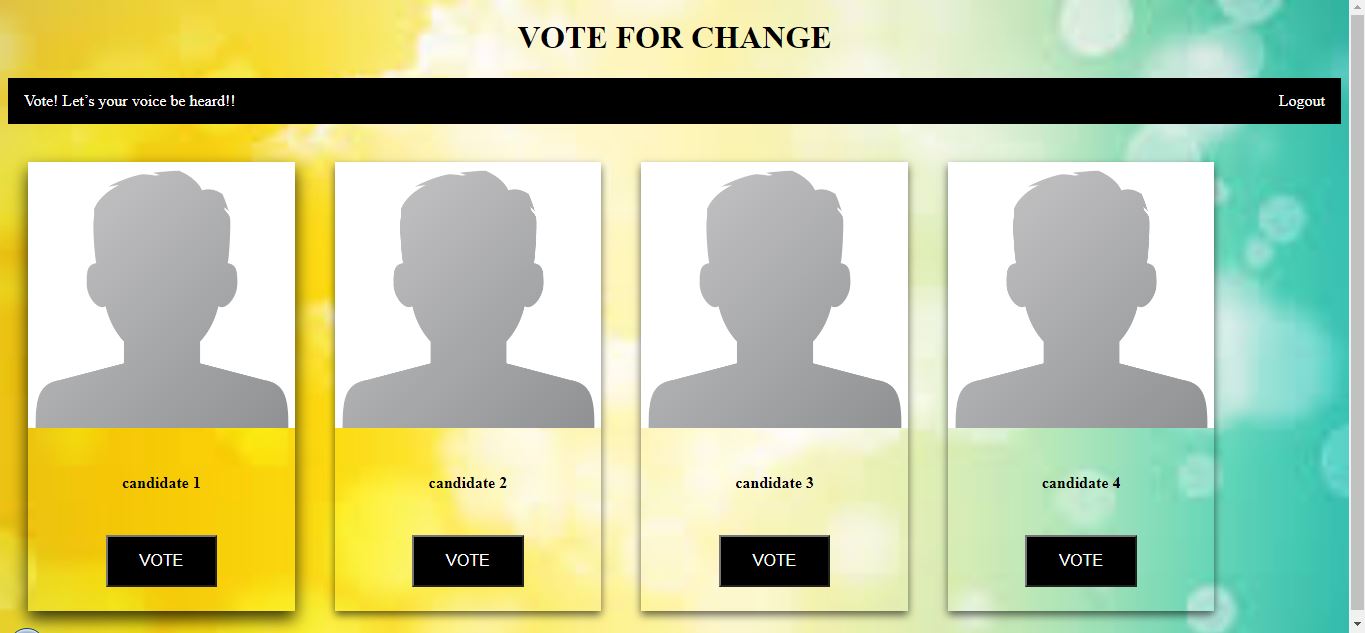 VOTE FOR CHANGE
Vote! Let’s your voice be heard!! Logout
candidate 1 candidate 2 candidate 3 candidate 4
VOTE VOTE VOTE VOTE